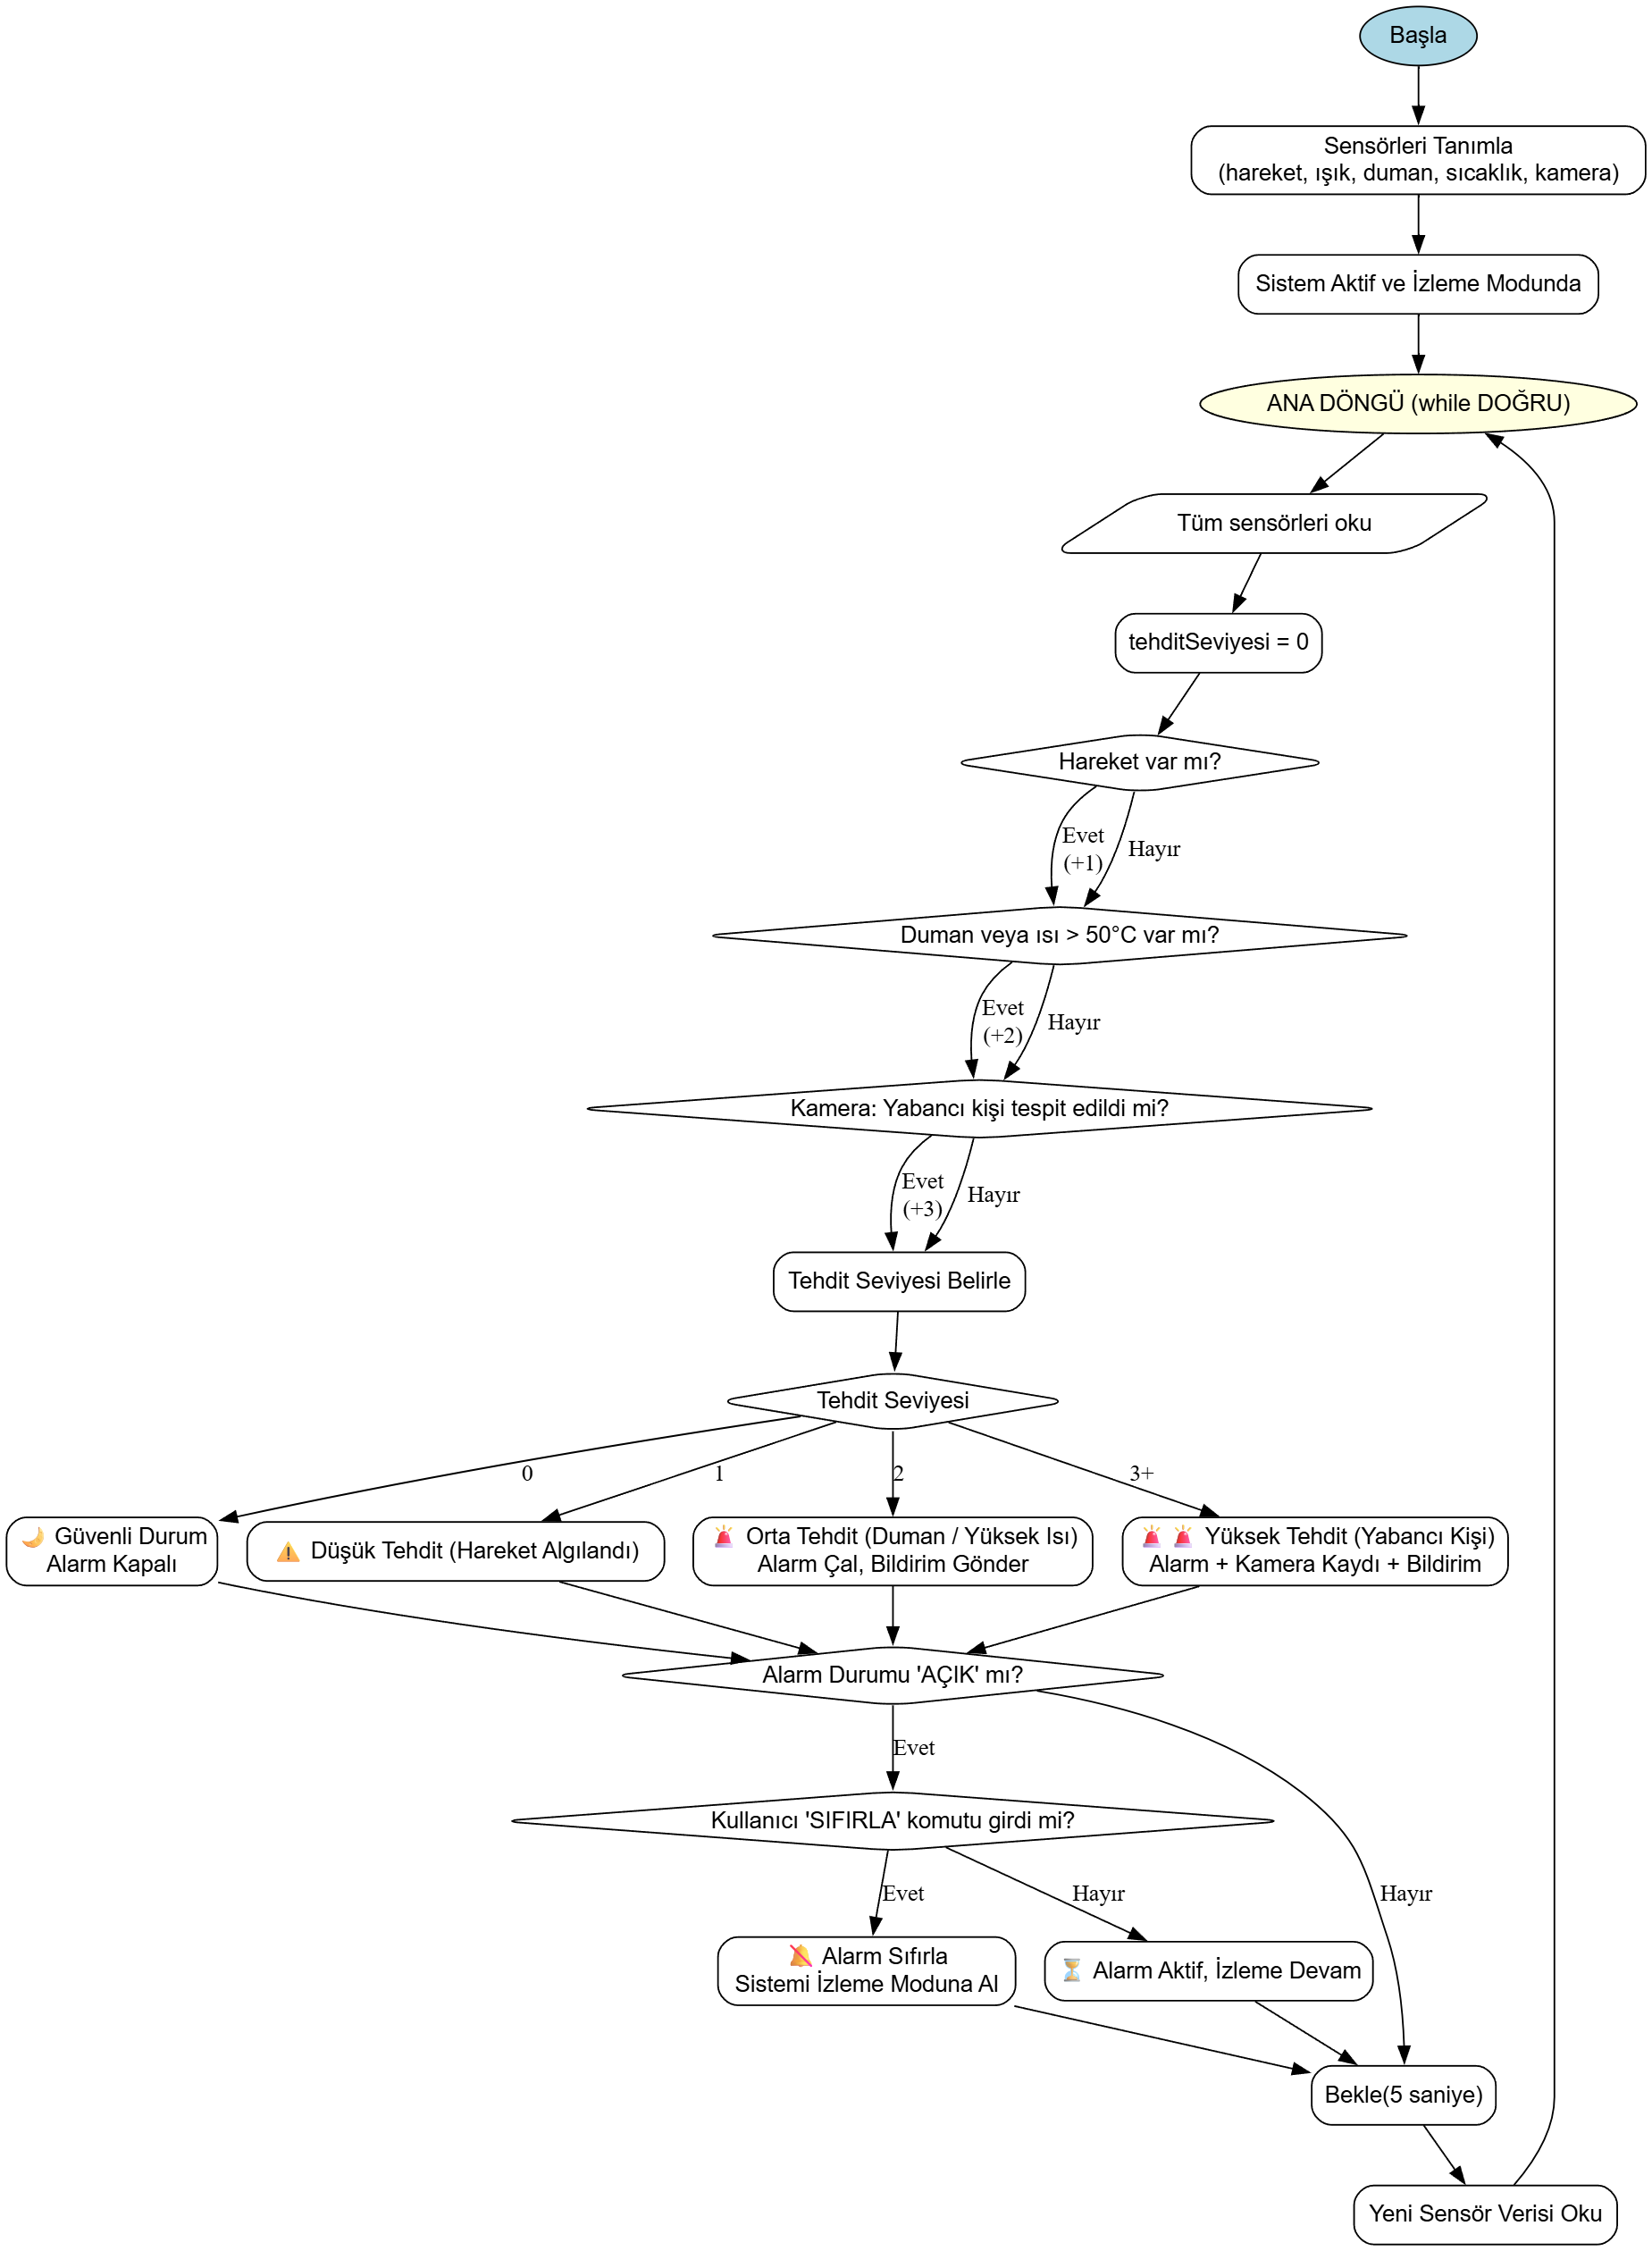 Başla
Sensörleri Tanımla
(hareket, ışık, duman, sıcaklık, kamera)
Sistem Aktif ve İzleme Modunda
ANA DÖNGÜ (while DOĞRU)
Tüm sensörleri oku
tehditSeviyesi = 0
Hareket var mı?
Evet
(+1)
Hayır
Duman veya ısı > 50°C var mı?
Evet
(+2)
Hayır
Kamera: Yabancı kişi tespit edildi mi?
Evet
(+3)
Hayır
Tehdit Seviyesi Belirle
Tehdit Seviyesi
0
1
2
3+
🌙 Güvenli Durum
Alarm Kapalı
⚠️ Düşük Tehdit (Hareket Algılandı)
🚨 Orta Tehdit (Duman / Yüksek Isı)
Alarm Çal, Bildirim Gönder
🚨🚨 Yüksek Tehdit (Yabancı Kişi)
Alarm + Kamera Kaydı + Bildirim
Alarm Durumu 'AÇIK' mı?
Evet
Kullanıcı 'SIFIRLA' komutu girdi mi?
Evet
Hayır
Hayır
🔕 Alarm Sıfırla
Sistemi İzleme Moduna Al
⏳ Alarm Aktif, İzleme Devam
Bekle(5 saniye)
Yeni Sensör Verisi Oku